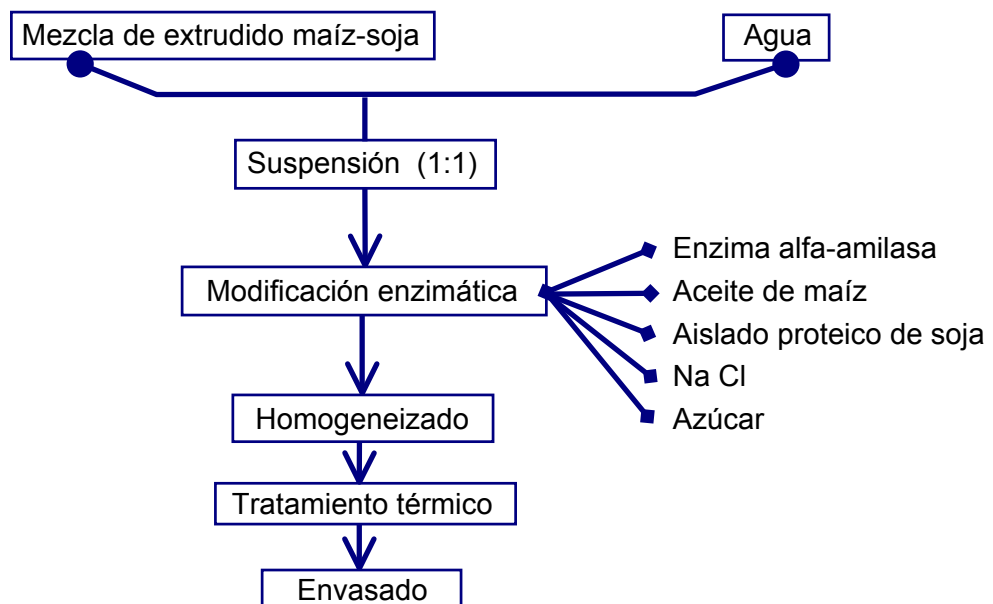 Mezcla de extrudido maíz-soja
Agua
Suspensión (1:1)
Modificación enzimática
Enzima alfa-amilasa
Aceite de maíz
Aislado proteico de soja
Na Cl
Azúcar
Homogeneizado
Tratamiento térmico
Envasado